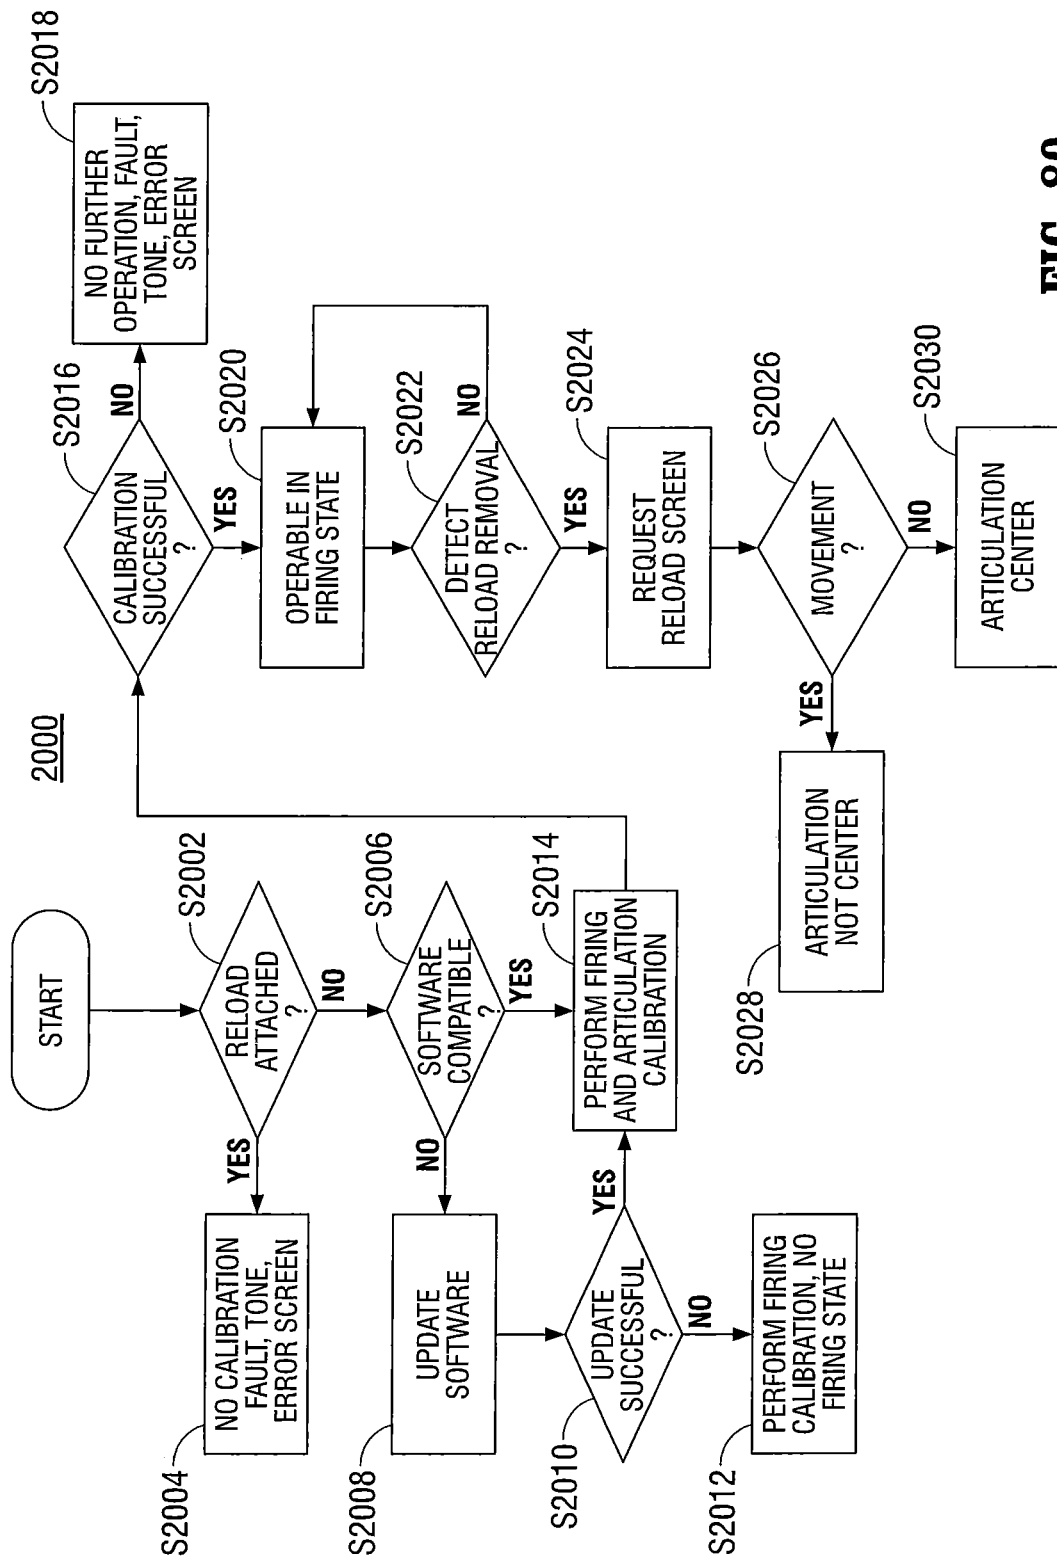 2000
START
S2002
RELOAD
ATTACHED
?
YES
NO
S2004
NO CALIBRATION
FAULT, TONE,
ERROR SCREEN
S2006
SOFTWARE
COMPATIBLE
?
NO
YES
S2008
UPDATE
SOFTWARE
S2010
UPDATE
SUCCESSFUL
?
YES
NO
S2012
PERFORM FIRING
CALIBRATION, NO
FIRING STATE
S2014
PERFORM FIRING
AND ARTICULATION
CALIBRATION
S2016
CALIBRATION
SUCCESSFUL
?
NO
YES
S2018
NO FURTHER
OPERATION, FAULT,
TONE, ERROR
SCREEN
S2020
OPERABLE IN
FIRING STATE
S2022
DETECT
RELOAD REMOVAL
?
NO
YES
S2024
REQUEST
RELOAD SCREEN
S2026
MOVEMENT
?
YES
NO
S2028
ARTICULATION
NOT CENTER
S2030
ARTICULATION
CENTER
FIG.